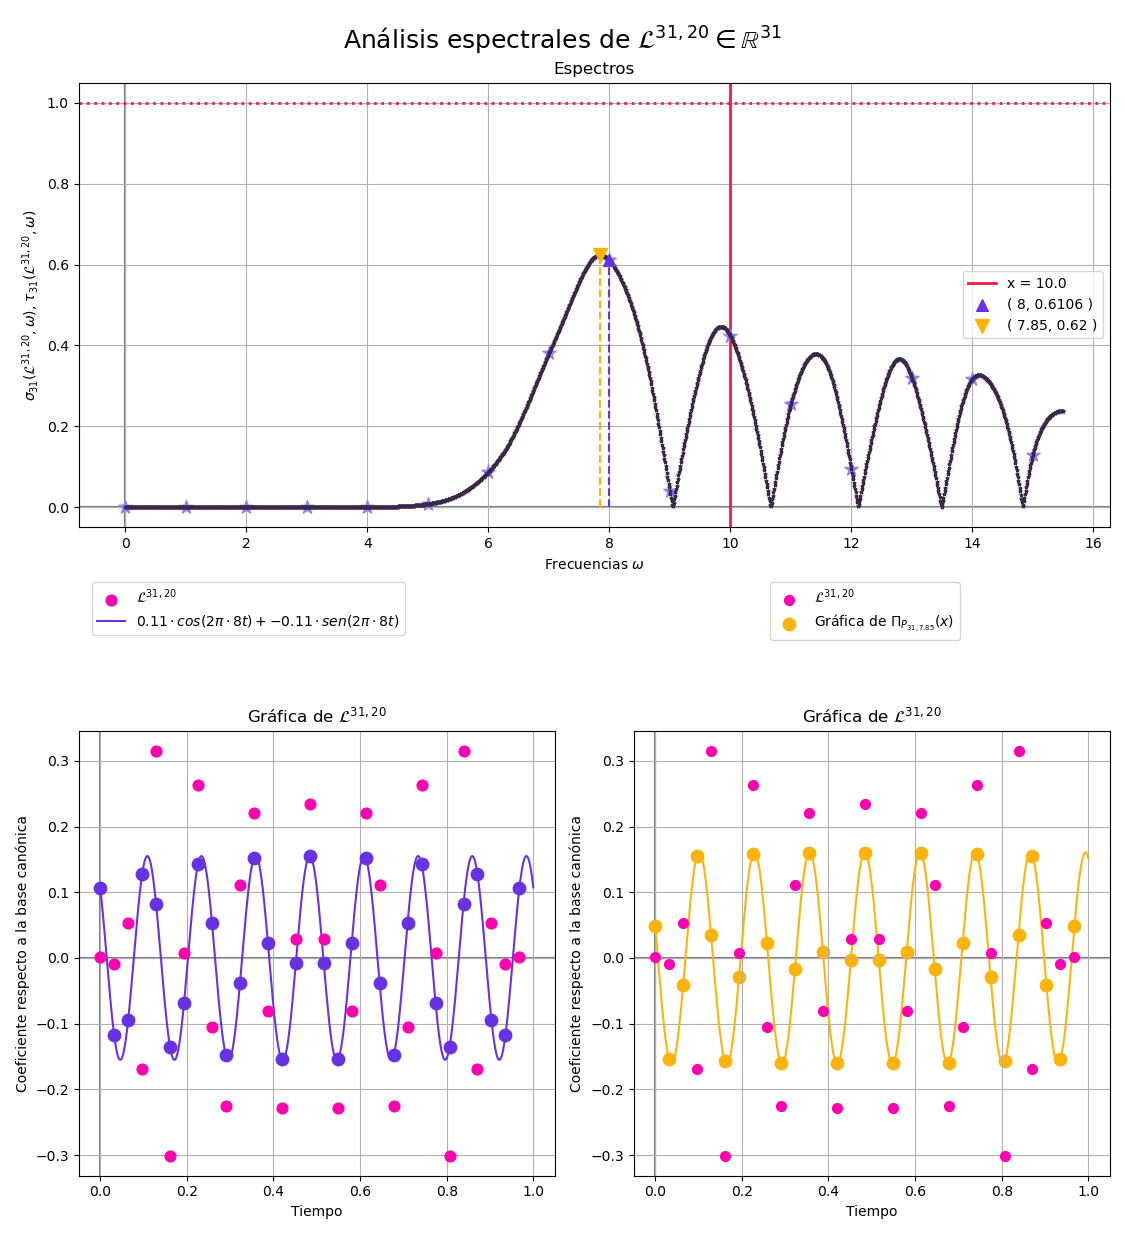 Análisis espectrales de $\mathcal{L}^{31,20} \in \mathbb{R}^{31}$
Espectros
1.0
0.8
0.6
0.4
0.2
0.0
$\sigma_{31}(\mathcal{L}^{31,20}, \omega)$, $\tau_{31}(\mathcal{L}^{31,20}, \omega)$
x = 10.0
( 8, 0.6106 )
( 7.85, 0.62 )
0 2 4 6 8 10 12 14 16
Frecuencias $\omega$
$\mathcal{L}^{31,20}$
$0.11 \cdot cos(2\pi \cdot 8t) + -0.11 \cdot sen(2\pi \cdot 8t)$
$\mathcal{L}^{31,20}$
Gráfica de $\Pi_{P_{31,7.85}}(x)$
Gráfica de $\mathcal{L}^{31,20}$
0.3
0.2
0.1
0.0
−0.1
−0.2
−0.3
Coeficiente respecto a la base canónica
0.0 0.2 0.4 0.6 0.8 1.0
Tiempo
Gráfica de $\mathcal{L}^{31,20}$
0.3
0.2
0.1
0.0
−0.1
−0.2
−0.3
Coeficiente respecto a la base canónica
0.0 0.2 0.4 0.6 0.8 1.0
Tiempo